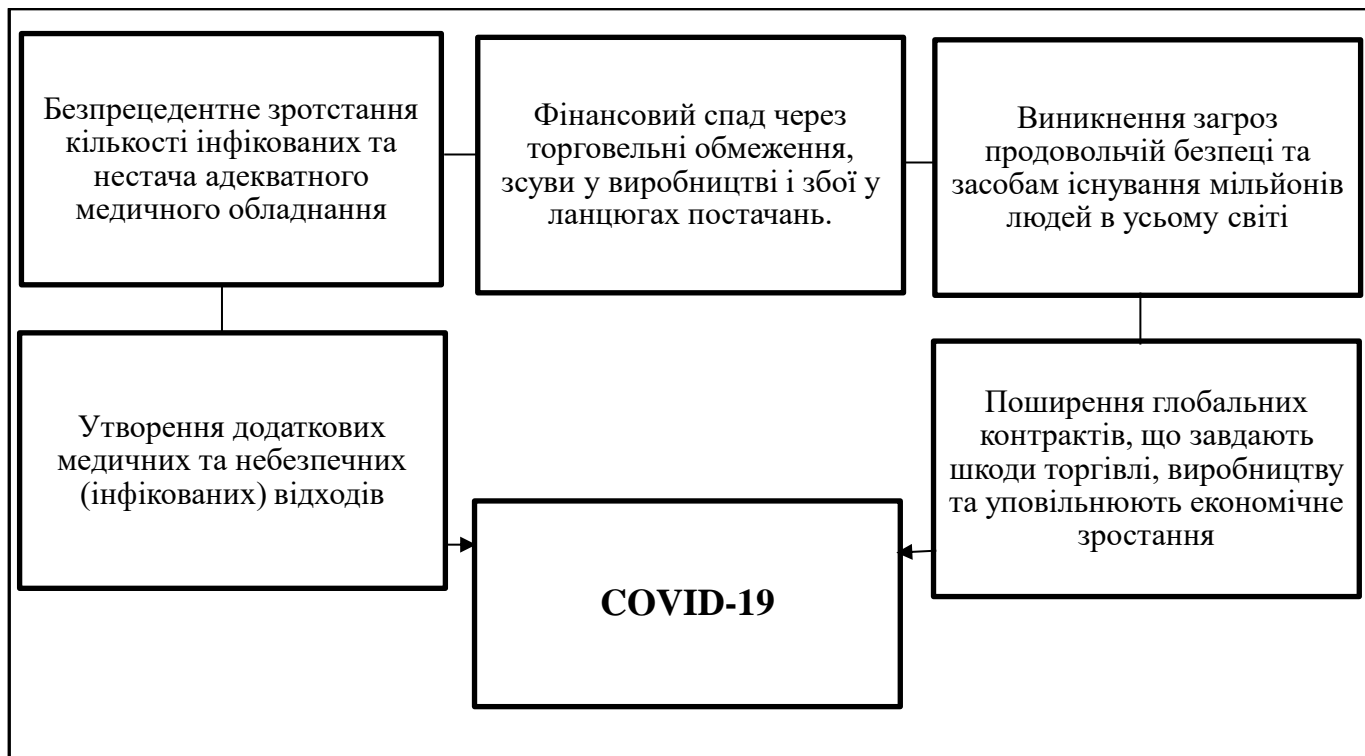 Безпрецедентне зротстання
кількості інфікованих та
нестача адекватного
медичного обладнання
Фінансовий спад через
торговельні обмеження,
зсуви у виробництві і збої у
ланцюгах постачань.
Виникнення загроз
продовольчій безпеці та
засобам існування мільйонів
людей в усьому світі
Утворення додаткових
медичних та небезпечних
(інфікованих) відходів
COVID-19
Поширення глобальних
контрактів, що завдають
шкоди торгівлі, виробництву
та уповільнюють економічне
зростання